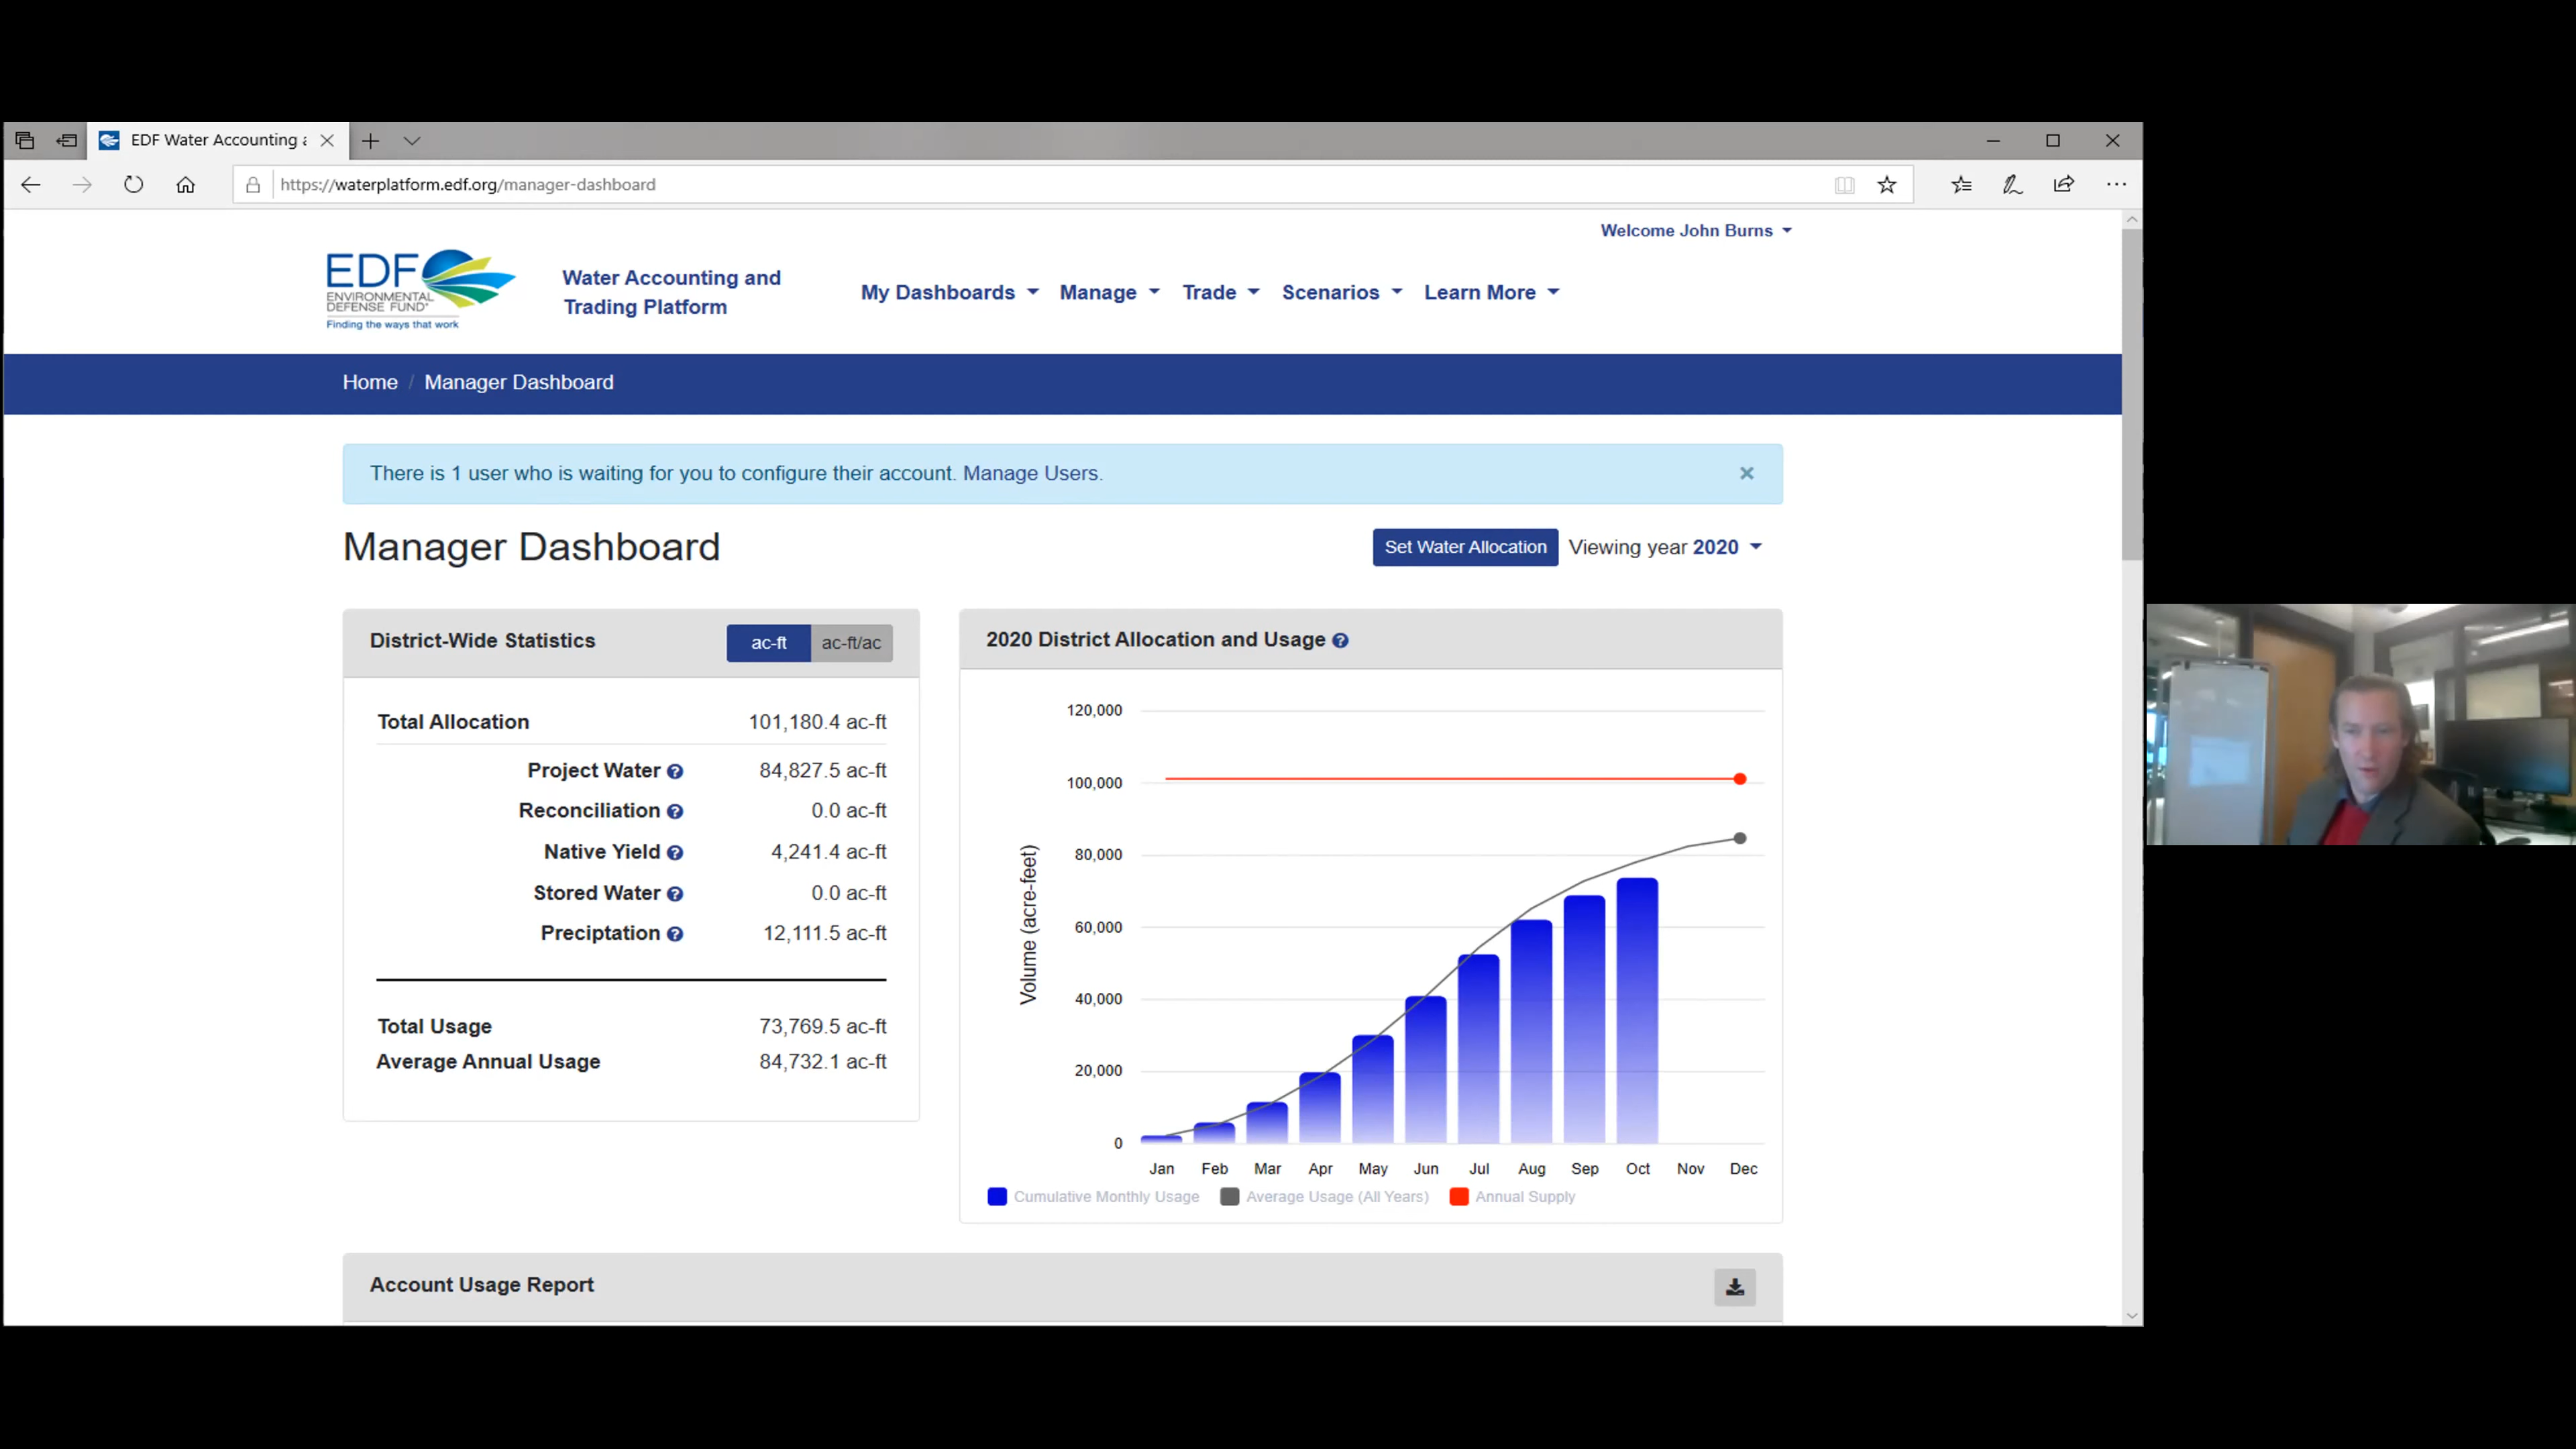 EDF Water Accounting a
https://waterplatform.edf.org/manager-dashboard
Welcome John Burns
EDF
ENVIRONMENTAL
DEFENSE FUND®
Finding the ways that work
Water Accounting and
Trading Platform
My Dashboards Manage Trade Scenarios Learn More
Home / Manager Dashboard
There is 1 user who is waiting for you to configure their account. Manage Users.
Manager Dashboard
Set Water Allocation Viewing year 2020
District-Wide Statistics
ac-ft ac-ft/ac
Total Allocation 101,180.4 ac-ft
Project Water 84,827.5 ac-ft
Reconciliation 0.0 ac-ft
Native Yield 4,241.4 ac-ft
Stored Water 0.0 ac-ft
Preciptation 12,111.5 ac-ft
Total Usage 73,769.5 ac-ft
Average Annual Usage 84,732.1 ac-ft
2020 District Allocation and Usage
Volume (acre-feet)
120,000
100,000
80,000
60,000
40,000
20,000
0
Jan Feb Mar Apr May Jun Jul Aug Sep Oct Nov Dec
Cumulative Monthly Usage Average Usage (All Years) Annual Supply
Account Usage Report